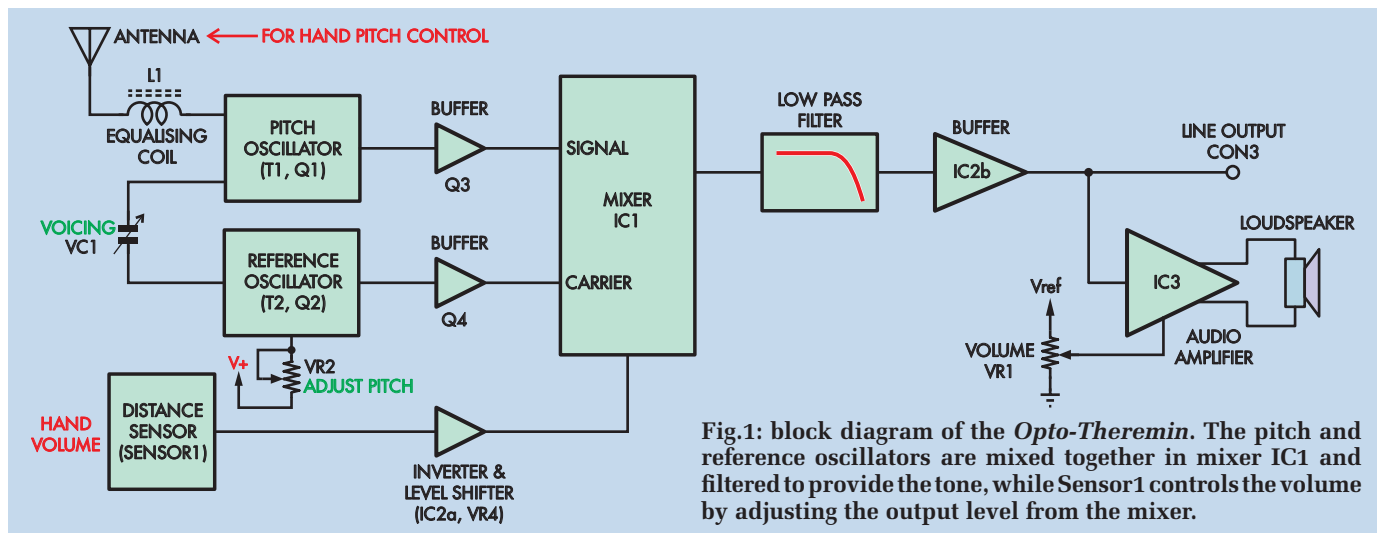 ANTENNA
FOR HAND PITCH CONTROL
L1
EQUALISING
COIL
PITCH
OSCILLATOR
(T1, Q1)
BUFFER
Q3
VOICING
VC1
REFERENCE
OSCILLATOR
(T2, Q2)
BUFFER
Q4
V+
VR2
ADJUST PITCH
HAND
VOLUME
DISTANCE
SENSOR
(SENSOR1)
INVERTER &
LEVEL SHIFTER
(IC2a, VR4)
SIGNAL
MIXER
IC1
CARRIER
LOW PASS
FILTER
BUFFER
IC2b
LINE OUTPUT
CON3
LOUDSPEAKER
IC3
AUDIO
AMPLIFIER
Vref
VOLUME
VR1
Fig.1: block diagram of the Opto-Theremin. The pitch and
reference oscillators are mixed together in mixer IC1 and
filtered to provide the tone, while Sensor1 controls the volume
by adjusting the output level from the mixer.